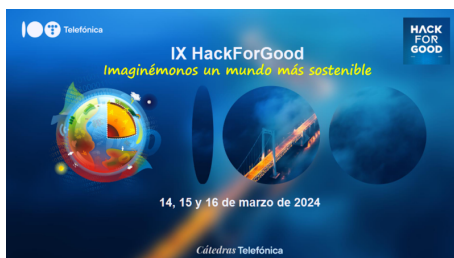 Telefónica
HACK
FOR
GOOD
IX HackForGood
Imaginémonos un mundo más sostenible
14, 15 y 16 de marzo de 2024
Cátedras Telefónica